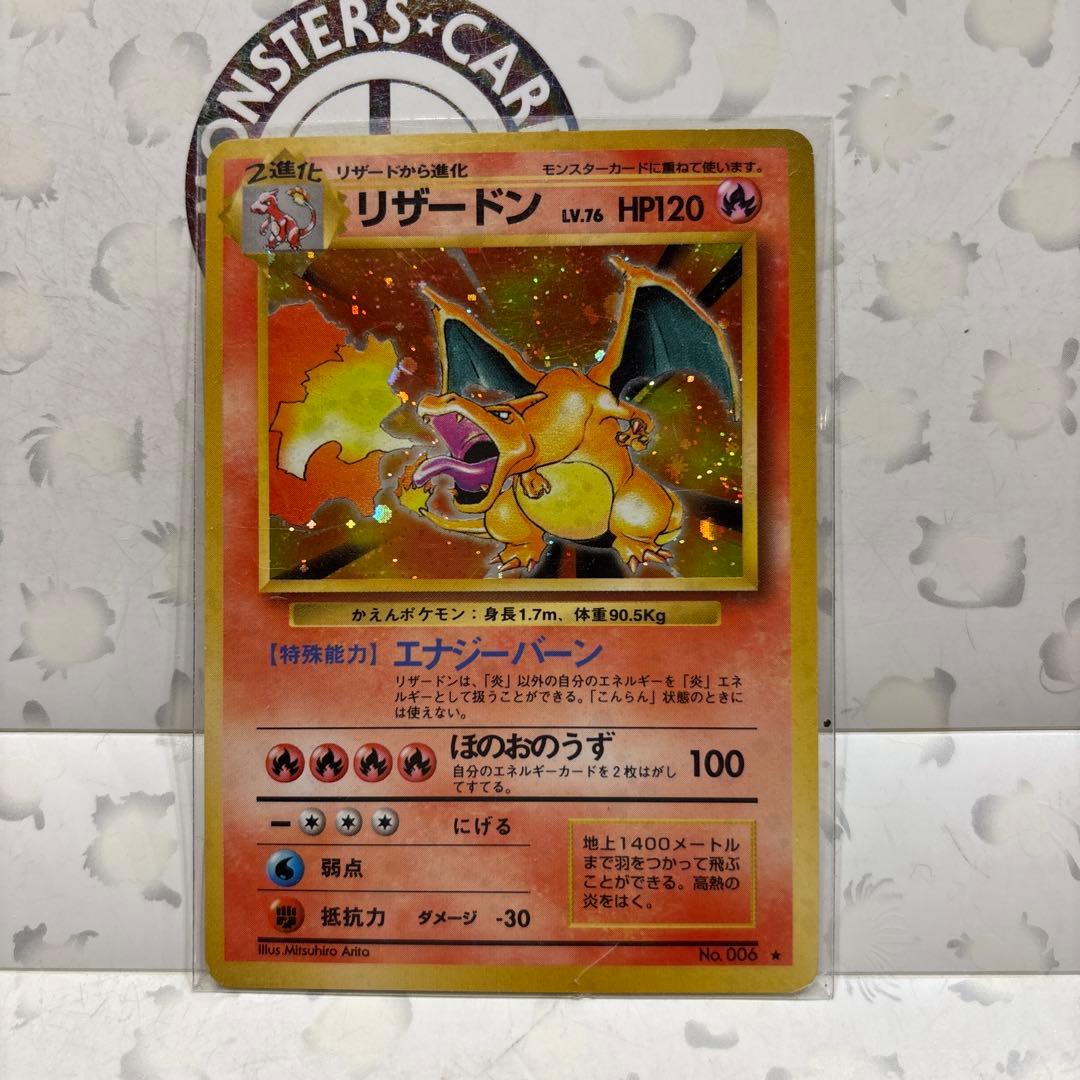 ONSTERS★CAR
2進化 リザードから進化 モンスターカードに重ねて使います。
リザードン LV.76 HP120
かえんポケモン：身長1.7m、体重90.5Kg
【特殊能力】エナジーバーン
リザードンは、「炎」以外の自分のエネルギーを「炎」エネ
ルギーとして扱うことができる。「こんらん」状態のときに
は使えない。
ほのおのうず 100
自分のエネルギーカードを2枚はがし
てすてる。
にげる
弱点
抵抗力 ダメージ -30
地上1400メートル
まで羽をつかって飛ぶ
ことができる。高熱の
炎をはく。
Illus.Mitsuhiro Arita No.006 ★